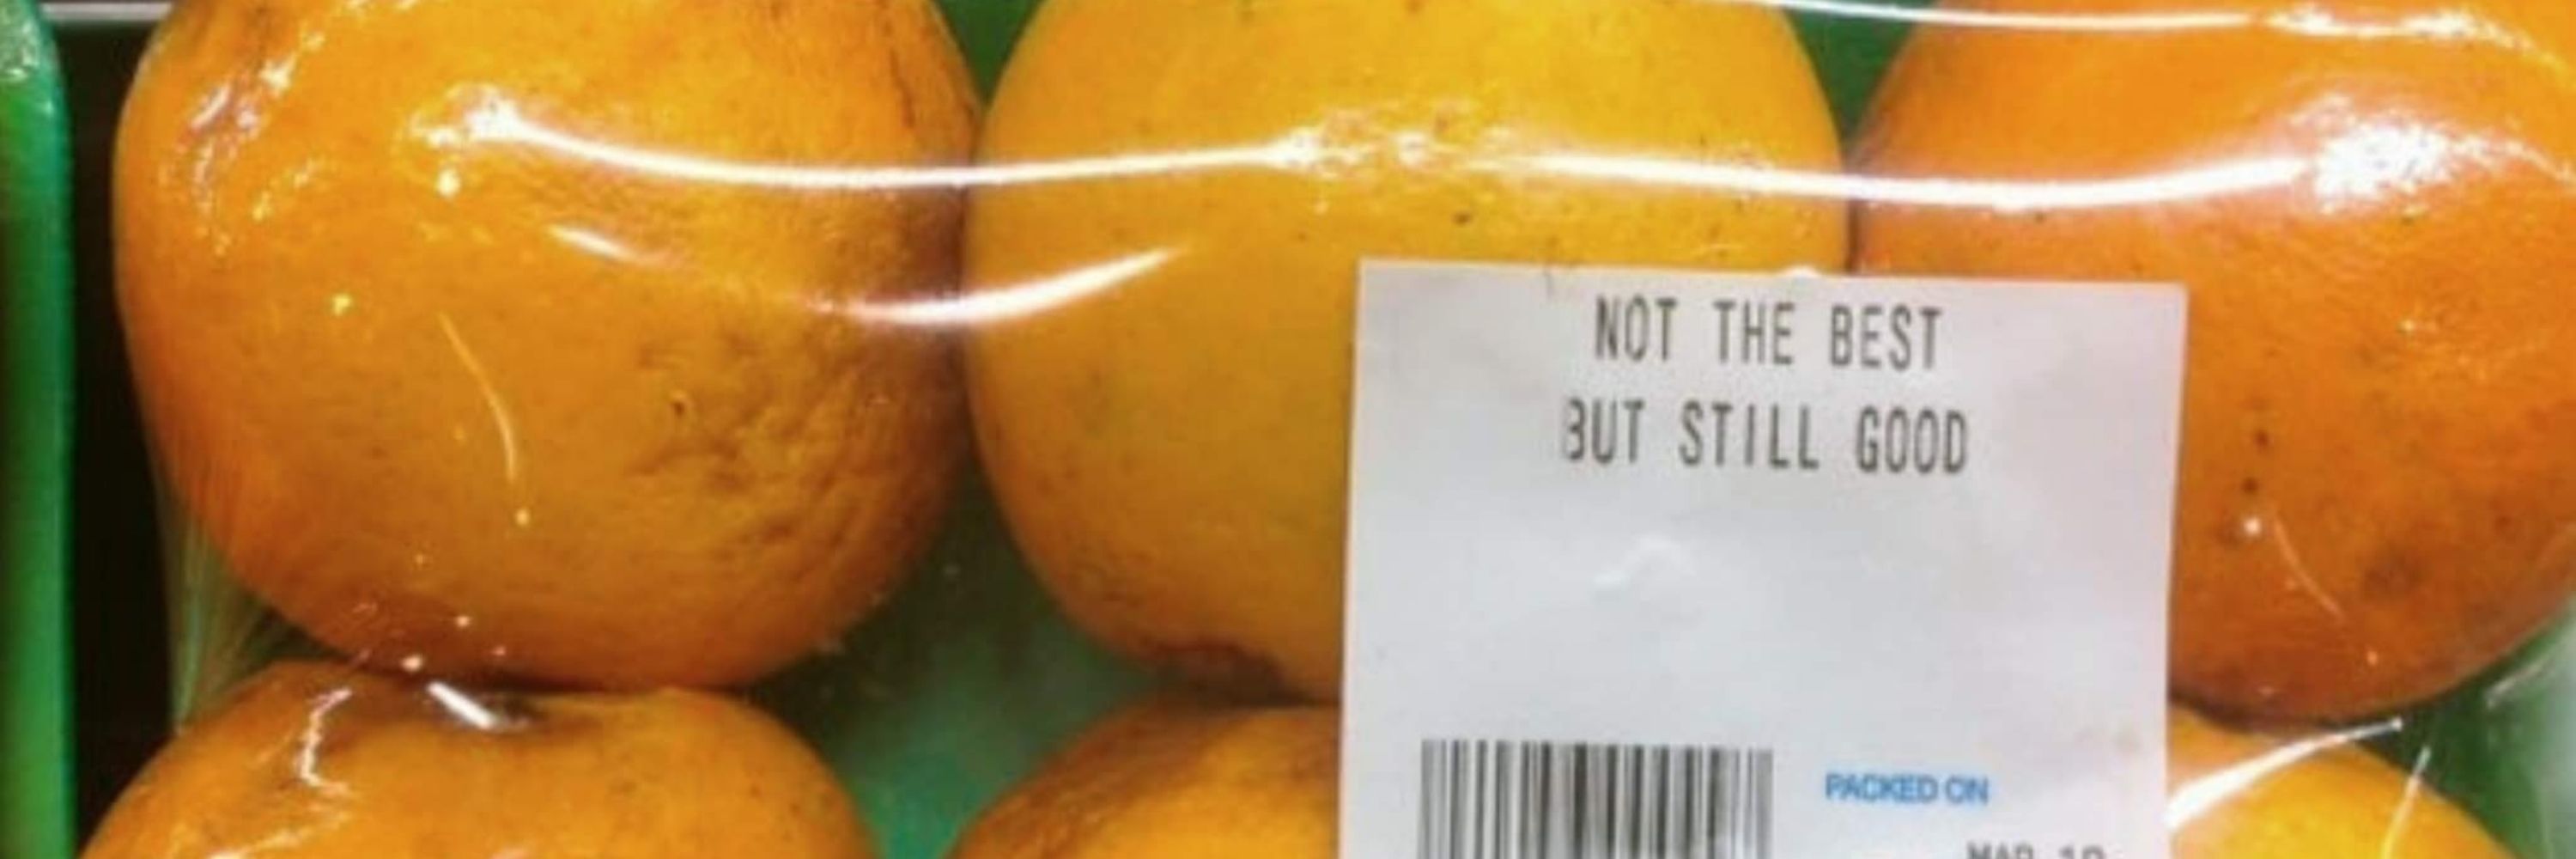 NOT THE BEST
BUT STILL GOOD
PACKED ON